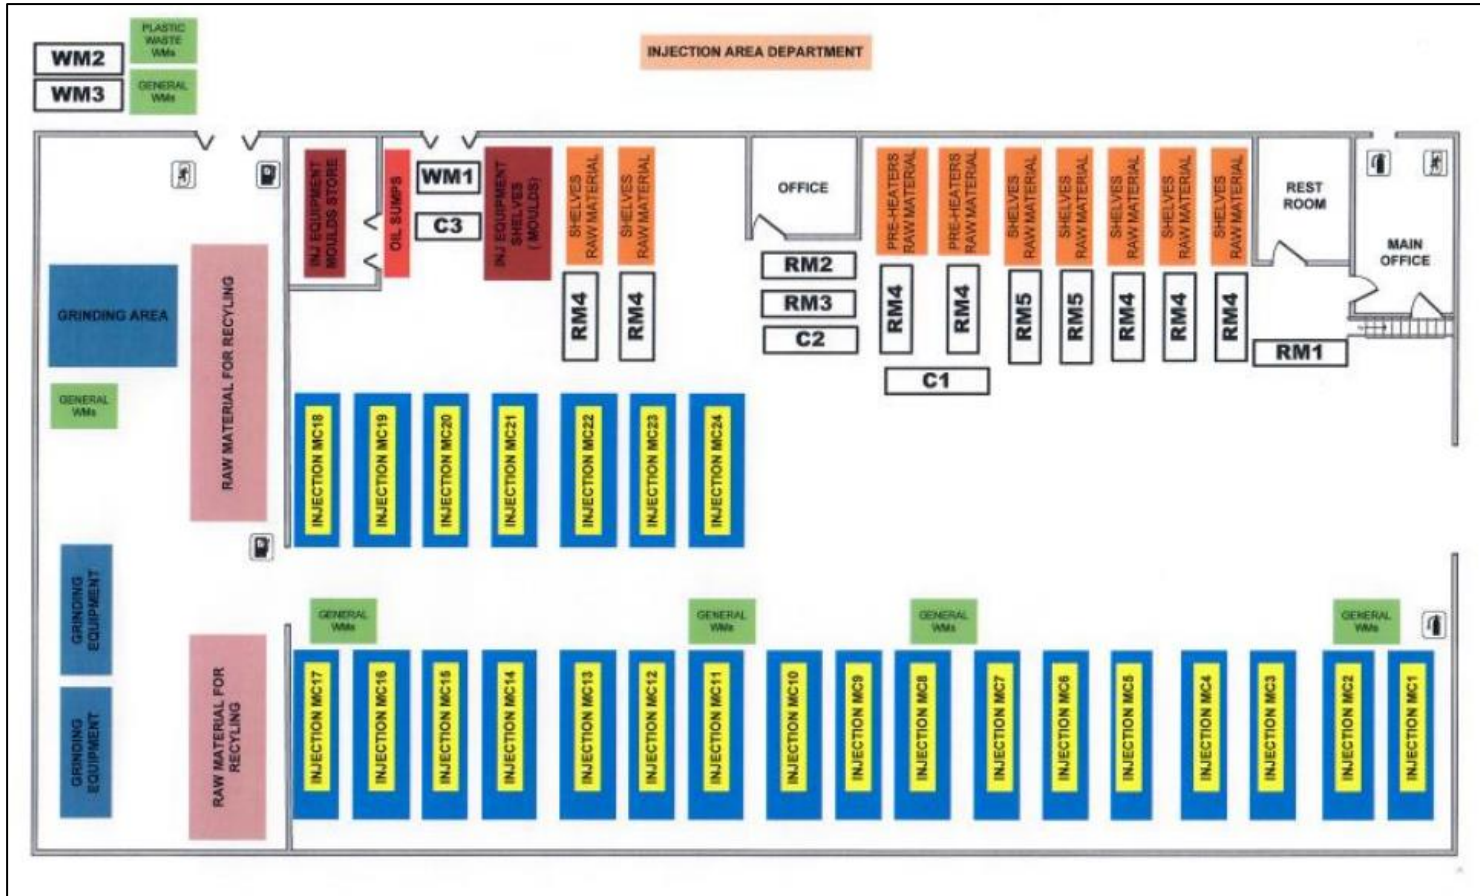 INJECTION AREA DEPARTMENT
PLASTIC
WASTE
WMs
WM2
WM3
GENERAL
WMs
INJ EQUIPMENT
MOULDS STORE
OIL SUMPS
WM1
C3
INJ EQUIPMENT
SHELVES
( MOULDS)
SHELVES
RAW MATERIAL
SHELVES
RAW MATERIAL
RM4
RM4
OFFICE
RM2
RM3
C2
PRE-HEATERS
RAW MATERIAL
PRE-HEATERS
RAW MATERIAL
SHELVES
RAW MATERIAL
SHELVES
RAW MATERIAL
SHELVES
RAW MATERIAL
SHELVES
RAW MATERIAL
SHELVES
RAW MATERIAL
RM4
RM4
RM5
RM5
RM4
RM4
RM4
C1
REST
ROOM
MAIN
OFFICE
RM1
GRINDING AREA
RAW MATERIAL FOR RECYLING
GENERAL
WMs
INJECTION MC18
INJECTION MC19
INJECTION MC20
INJECTION MC21
INJECTION MC22
INJECTION MC23
INJECTION MC24
GRINDING
EQUIPMENT
GRINDING
EQUIPMENT
RAW MATERIAL FOR
RECYLING
GENERAL
WMs
GENERAL
WMs
GENERAL
WMs
GENERAL
WMs
INJECTION MC17
INJECTION MC16
INJECTION MC15
INJECTION MC14
INJECTION MC13
INJECTION MC12
INJECTION MC11
INJECTION MC10
INJECTION MC9
INJECTION MC8
INJECTION MC7
INJECTION MC6
INJECTION MC5
INJECTION MC4
INJECTION MC3
INJECTION MC2
INJECTION MC1